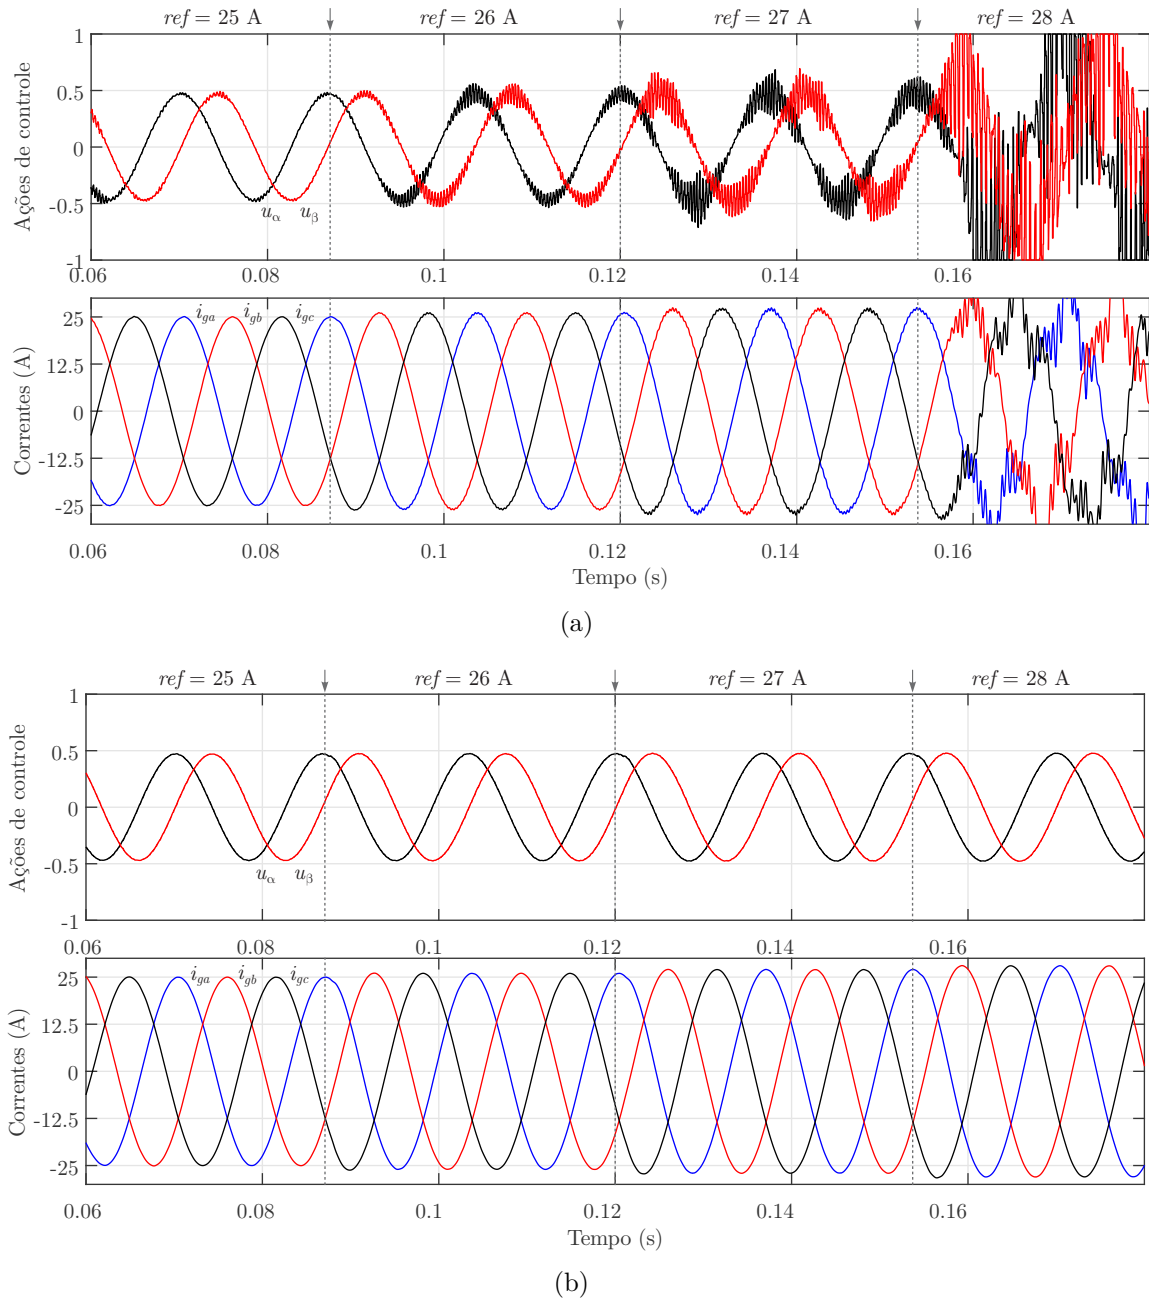 ref = 25 A ref = 26 A ref = 27 A ref = 28 A
Ações de controle
1
0.5
0
-0.5
-1
uα uβ
0.06 0.08 0.1 0.12 0.14 0.16
Correntes (A)
25
12.5
0
-12.5
-25
iga igb igc
0.06 0.08 0.1 0.12 0.14 0.16
Tempo (s)
(a)
ref = 25 A ref = 26 A ref = 27 A ref = 28 A
Ações de controle
1
0.5
0
-0.5
-1
uα uβ
0.06 0.08 0.1 0.12 0.14 0.16
Correntes (A)
25
12.5
0
-12.5
-25
iga igb igc
0.06 0.08 0.1 0.12 0.14 0.16
Tempo (s)
(b)